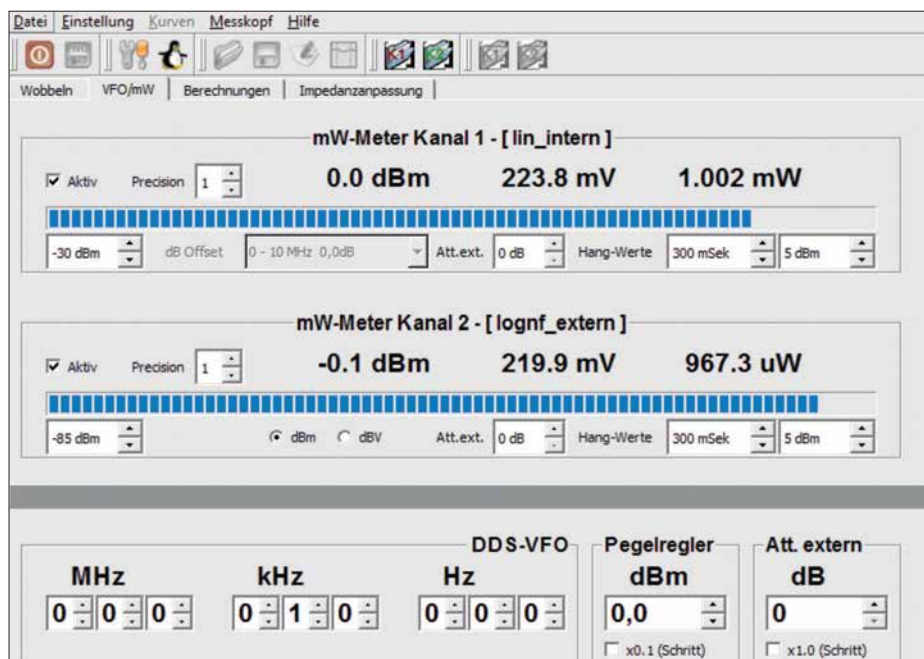 Datei Einstellung Kurven Messkopf Hilfe
K1 K2
Wobbeln VFO/mW Berechnungen Impedanzanpassung
mW-Meter Kanal 1 - [ lin_intern ]
Aktiv Precision 1 0.0 dBm 223.8 mV 1.002 mW
-30 dBm dB Offset 0 - 10 MHz 0,0dB Att.ext. 0 dB Hang-Werte 300 mSek 5 dBm
mW-Meter Kanal 2 - [ lognf_extern ]
Aktiv Precision 1 -0.1 dBm 219.9 mV 967.3 uW
-85 dBm dBm dBV Att.ext. 0 dB Hang-Werte 300 mSek 5 dBm
DDS-VFO Pegelregler Att. extern
MHz kHz Hz dBm dB
0 0 0 0 1 0 0 0 0 0,0 0
x0.1 (Schritt) x1.0 (Schritt)